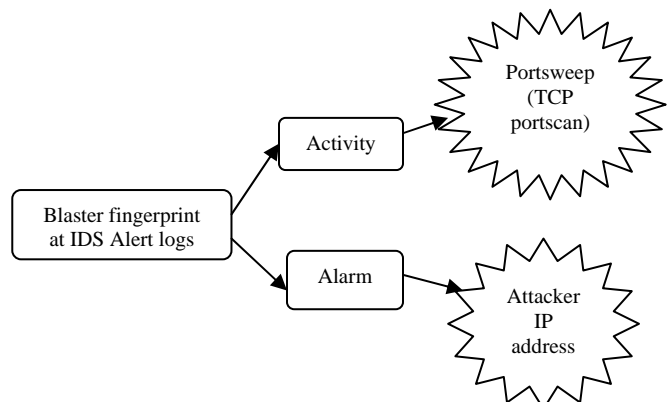 Portsweep
(TCP
portscan)
Activity
Blaster fingerprint
at IDS Alert logs
Alarm
Attacker
IP
address